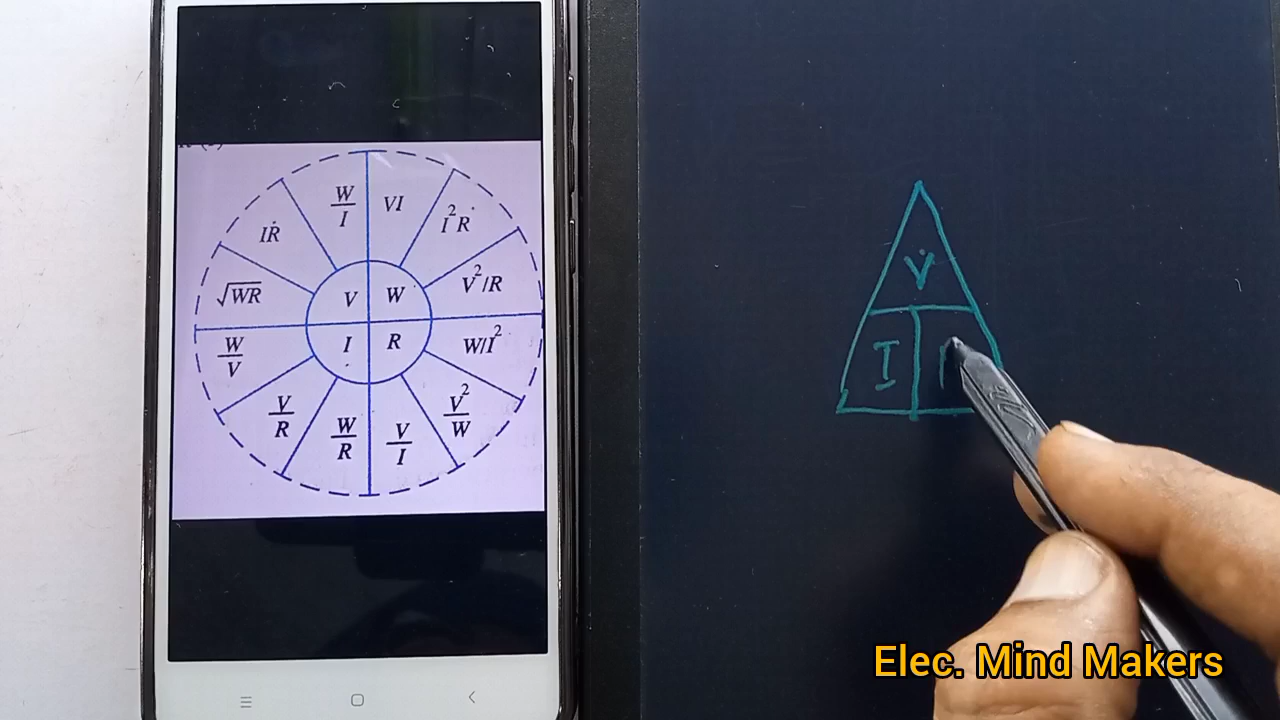 W/I
VI
I²R
IR
√WR
V²/R
V
W
I
R
W/V
W/I²
V/R
W/R
V/I
V²/W
V
I
Elec. Mind Makers